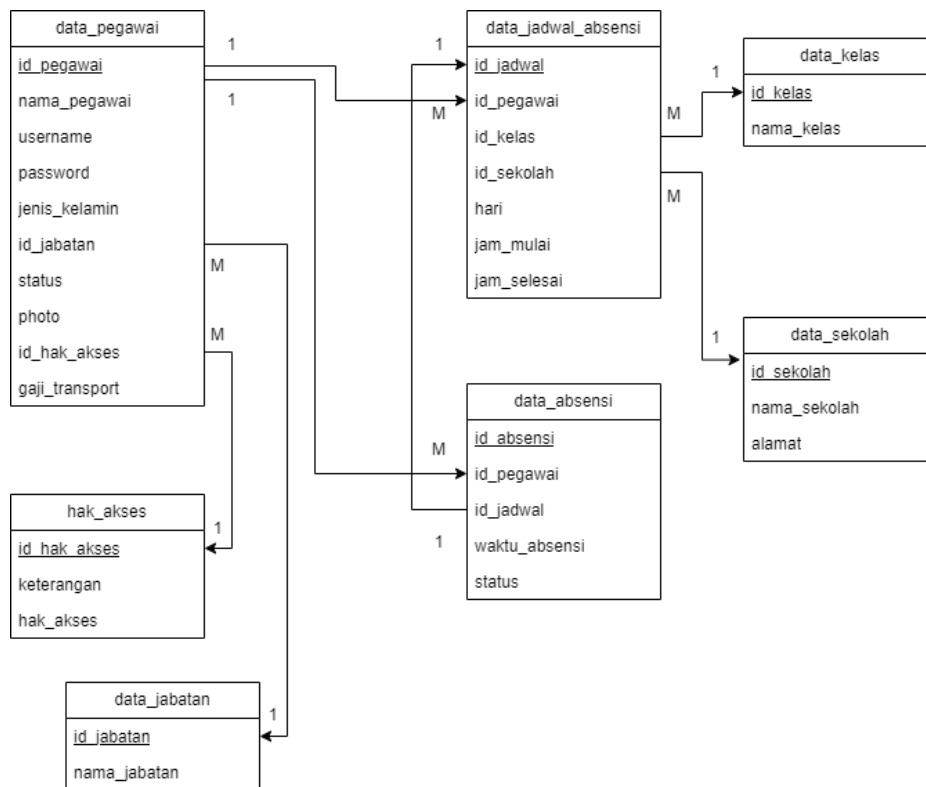 data_pegawai
id_pegawai
nama_pegawai
username
password
jenis_kelamin
id_jabatan
status
photo
id_hak_akses
gaji_transport
1
1
M
M
data_jadwal_absensi
id_jadwal
id_pegawai
id_kelas
id_sekolah
hari
jam_mulai
jam_selesai
1
M
M
M
data_kelas
id_kelas
nama_kelas
1
data_sekolah
id_sekolah
nama_sekolah
alamat
1
data_absensi
id_absensi
id_pegawai
id_jadwal
waktu_absensi
status
M
1
hak_akses
id_hak_akses
keterangan
hak_akses
1
data_jabatan
id_jabatan
nama_jabatan
1